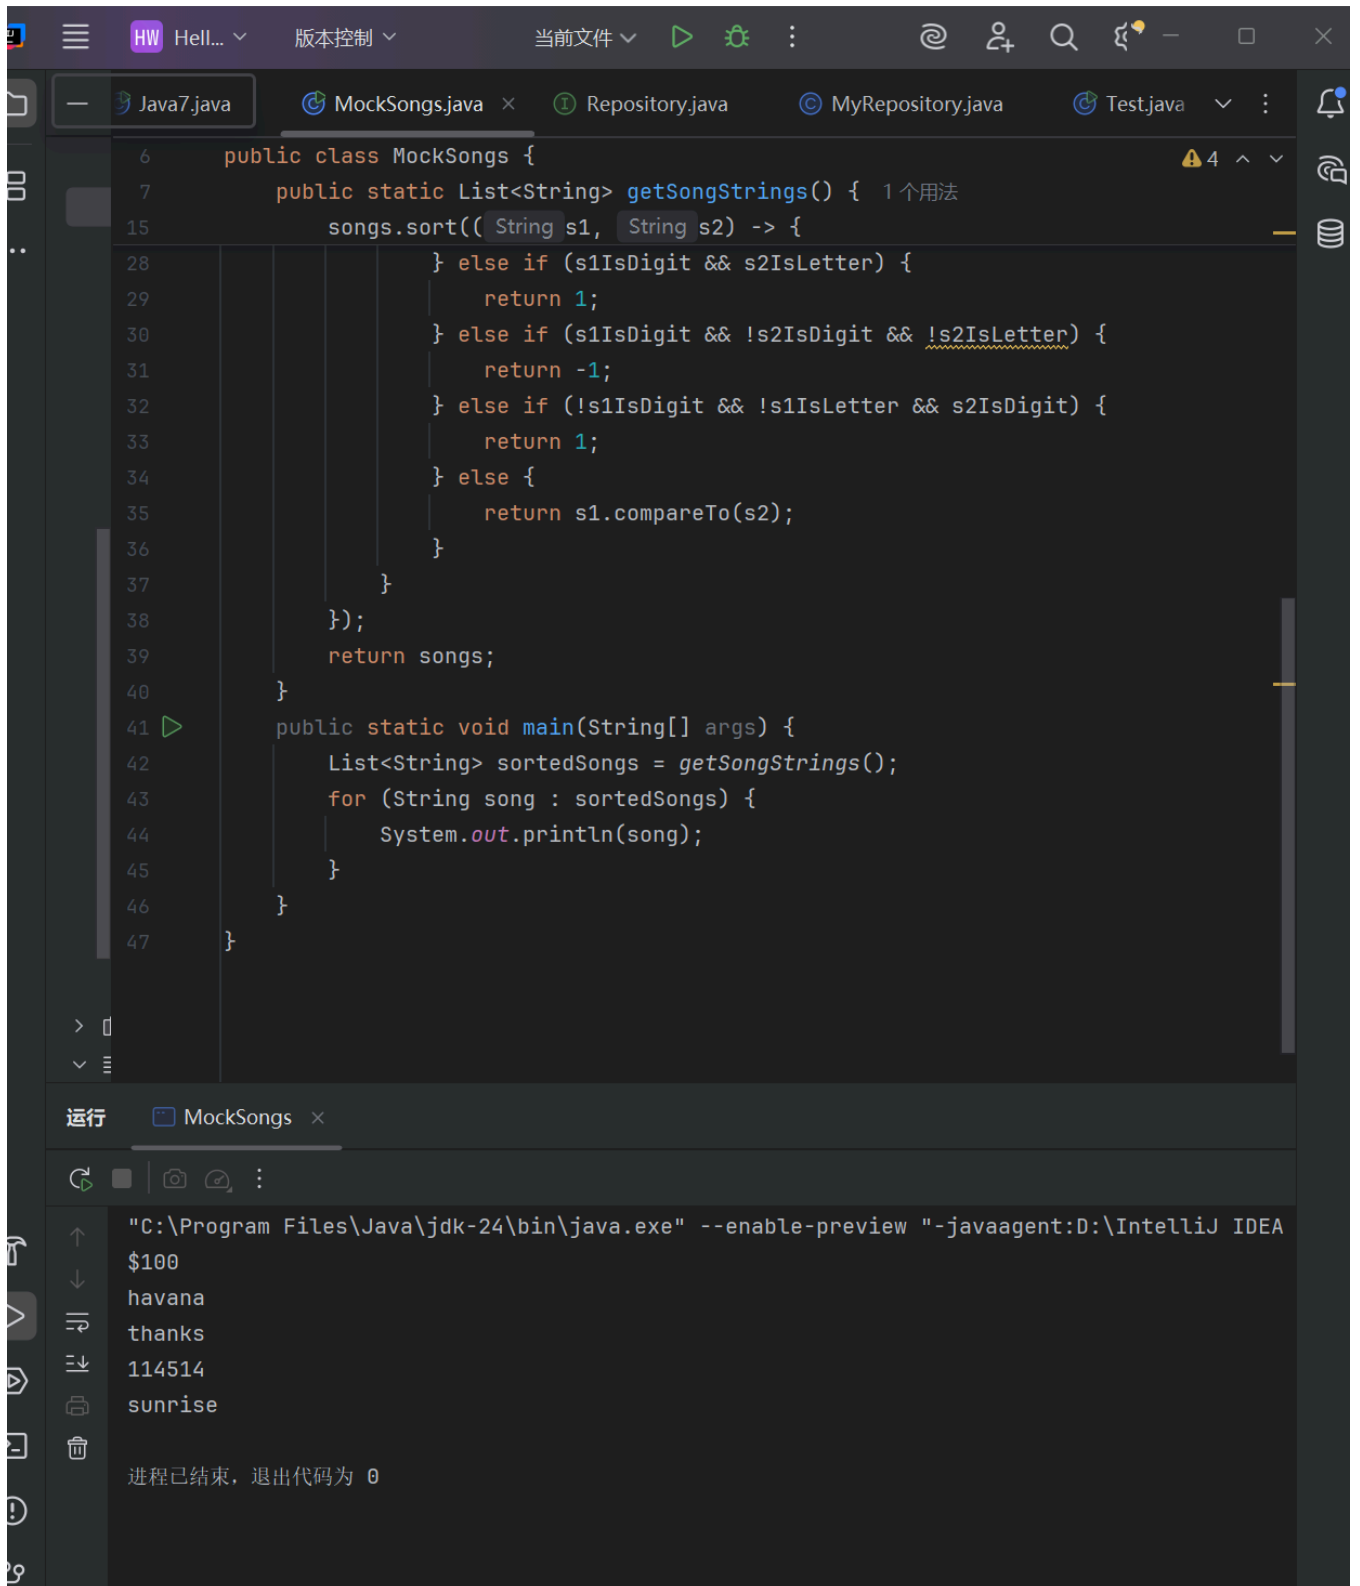 HW Hell... 版本控制 当前文件
Java7.java MockSongs.java Repository.java MyRepository.java Test.java
6 public class MockSongs { 4
7 public static List<String> getSongStrings() { 1 个用法
15 songs.sort(( String s1, String s2) -> {
28 } else if (s1IsDigit && s2IsLetter) {
29 return 1;
30 } else if (s1IsDigit && !s2IsDigit && !s2IsLetter) {
31 return -1;
32 } else if (!s1IsDigit && !s1IsLetter && s2IsDigit) {
33 return 1;
34 } else {
35 return s1.compareTo(s2);
36 }
37 }
38 });
39 return songs;
40 }
41 public static void main(String[] args) {
42 List<String> sortedSongs = getSongStrings();
43 for (String song : sortedSongs) {
44 System.out.println(song);
45 }
46 }
47 }
运行 MockSongs
"C:\Program Files\Java\jdk-24\bin\java.exe" --enable-preview "-javaagent:D:\IntelliJ IDEA
$100
havana
thanks
114514
sunrise
进程已结束，退出代码为 0